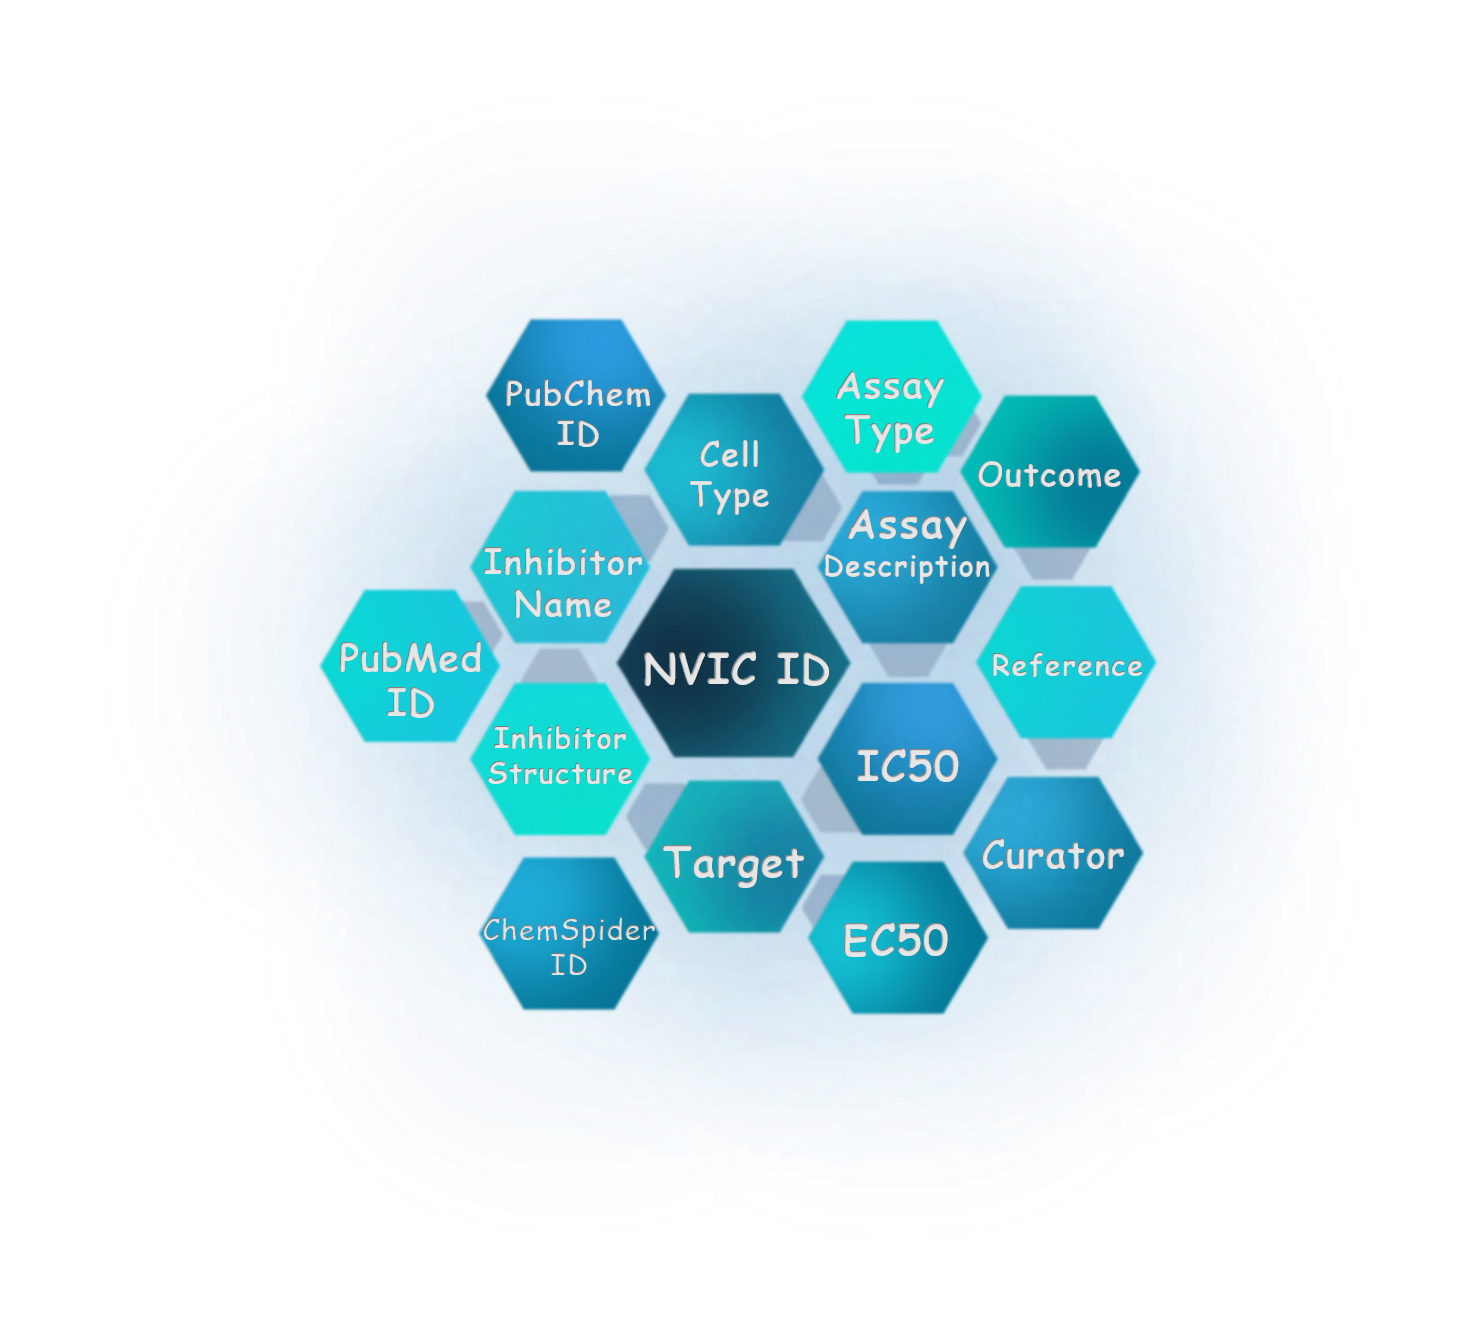 PubChem
ID
Cell
Type
Assay
Type
Outcome
Inhibitor
Name
Assay
Description
PubMed
ID
NVIC ID
Reference
Inhibitor
Structure
IC50
Target
Curator
ChemSpider
ID
EC50